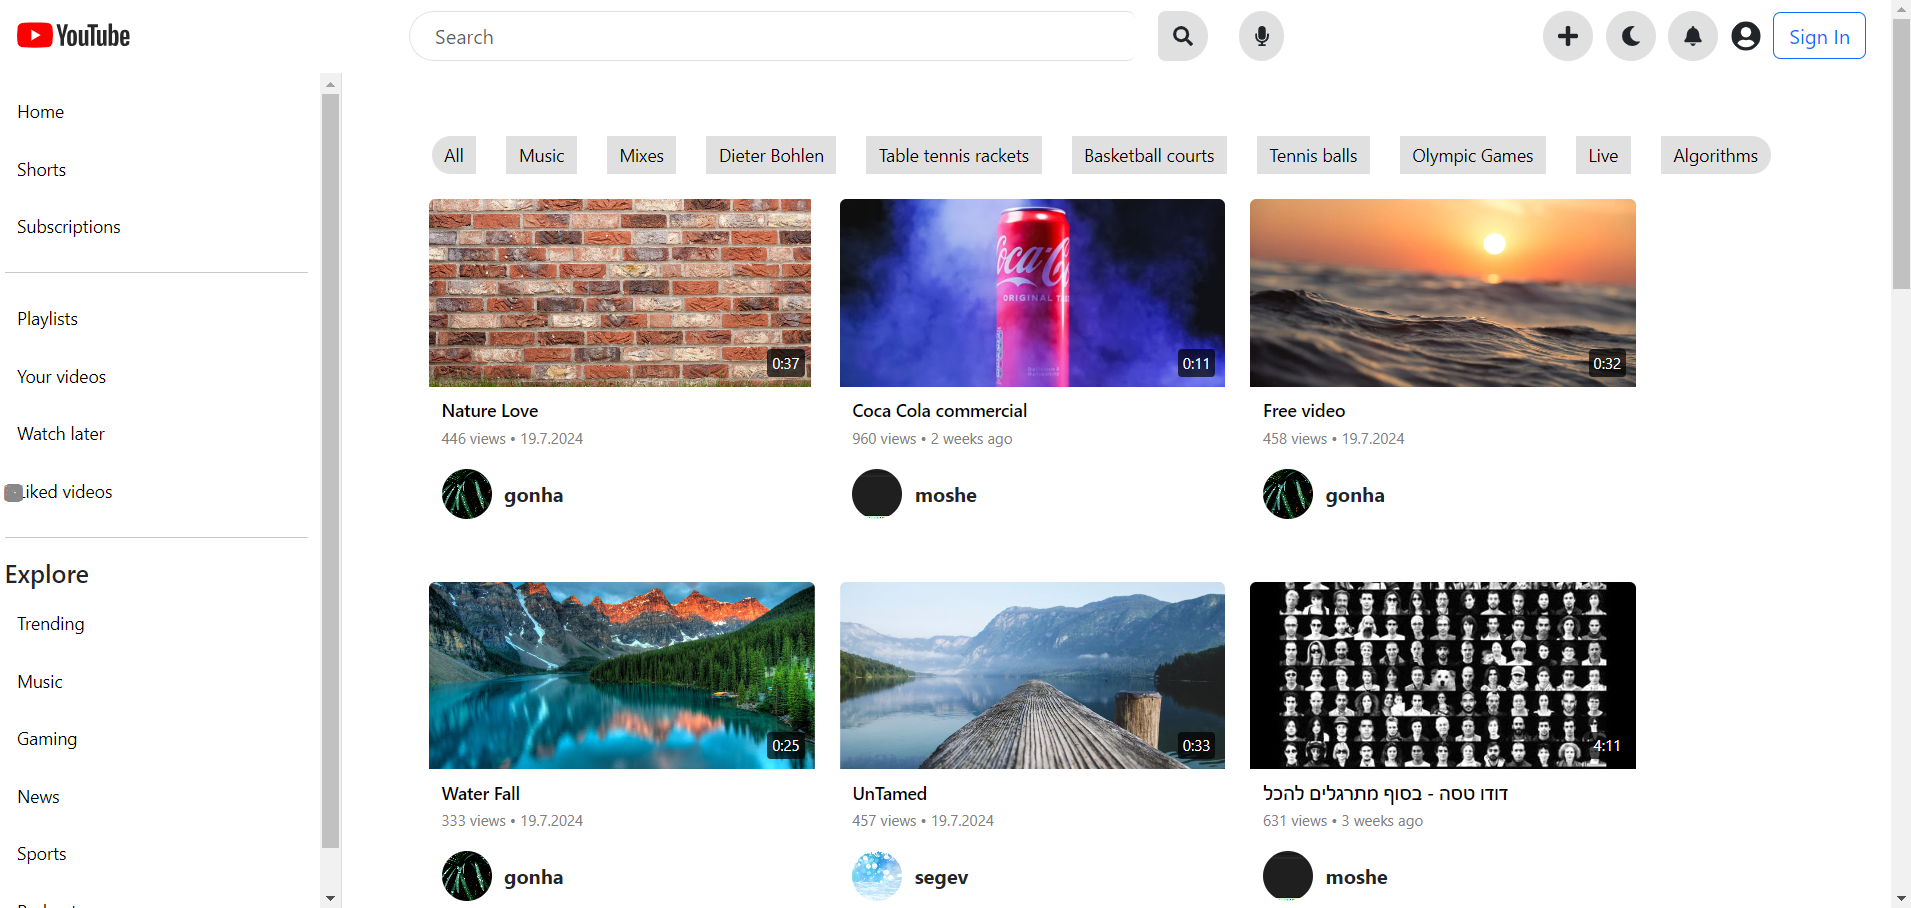 YouTube
Search
Sign In
Home
Shorts
Subscriptions
Playlists
Your videos
Watch later
Liked videos
Explore
Trending
Music
Gaming
News
Sports
All
Music
Mixes
Dieter Bohlen
Table tennis rackets
Basketball courts
Tennis balls
Olympic Games
Live
Algorithms
0:37
Coca-Cola
ORIGINAL TA
0:11
0:32
Nature Love
446 views • 19.7.2024
gonha
Coca Cola commercial
960 views • 2 weeks ago
moshe
Free video
458 views • 19.7.2024
gonha
0:25
0:33
4:11
Water Fall
333 views • 19.7.2024
gonha
UnTamed
457 views • 19.7.2024
segev
דודו טסה - בסוף מתרגלים להכל
631 views • 3 weeks ago
moshe